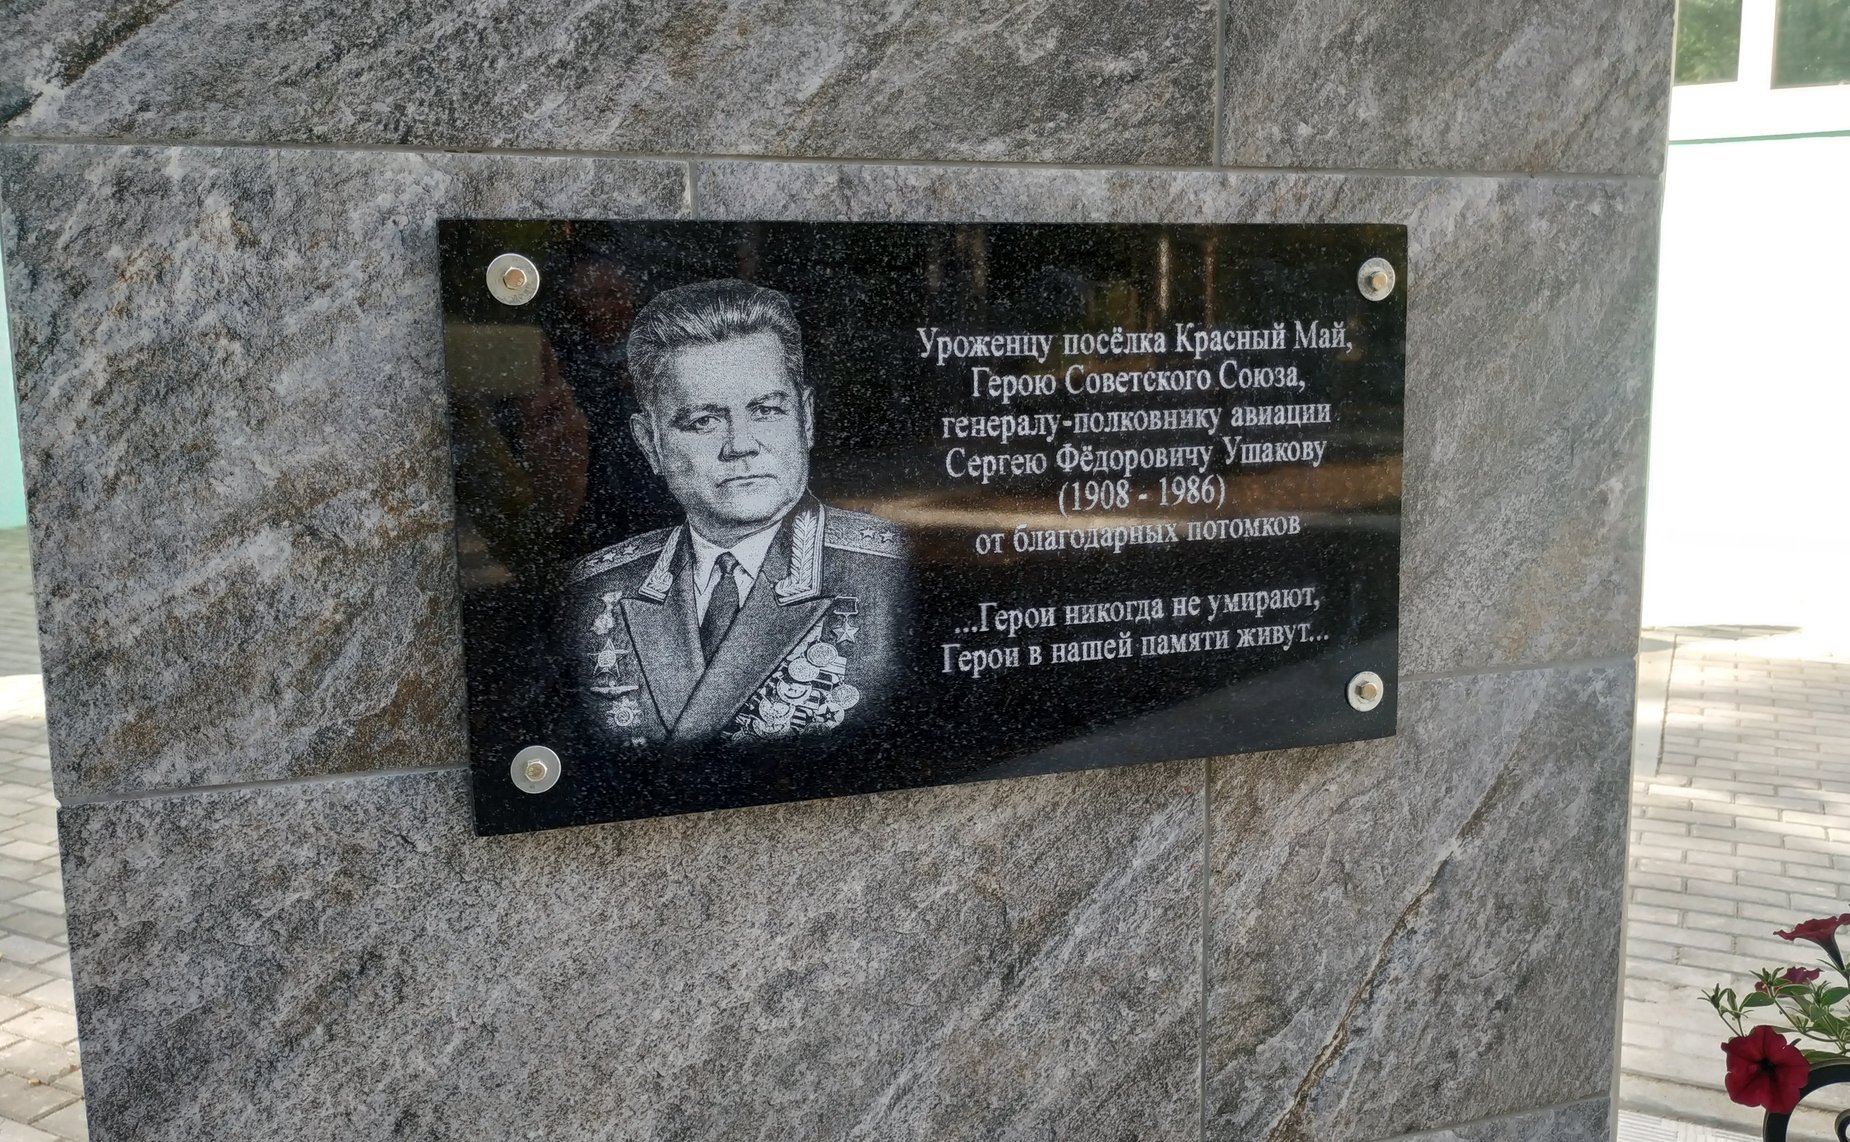 Уроженцу посёлка Красный Май,
Герою Советского Союза,
генералу-полковнику авиации
Сергею Фёдоровичу Ушакову
(1908 - 1986)
от благодарных потомков
...Герои никогда не умирают,
Герои в нашей памяти живут...